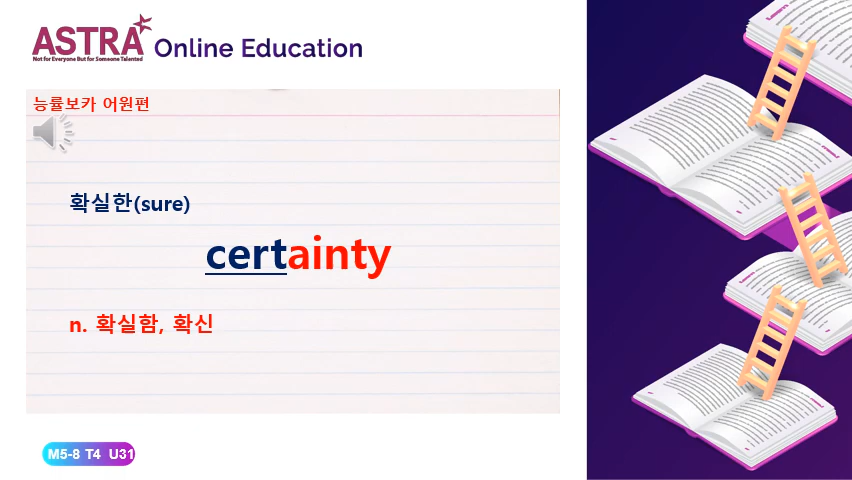 ASTRA Online Education
Not for Everyone But for Someone Talented
능률보카 어원편
확실한(sure)
certainty
n. 확실함, 확신
M5-8 T4 U31